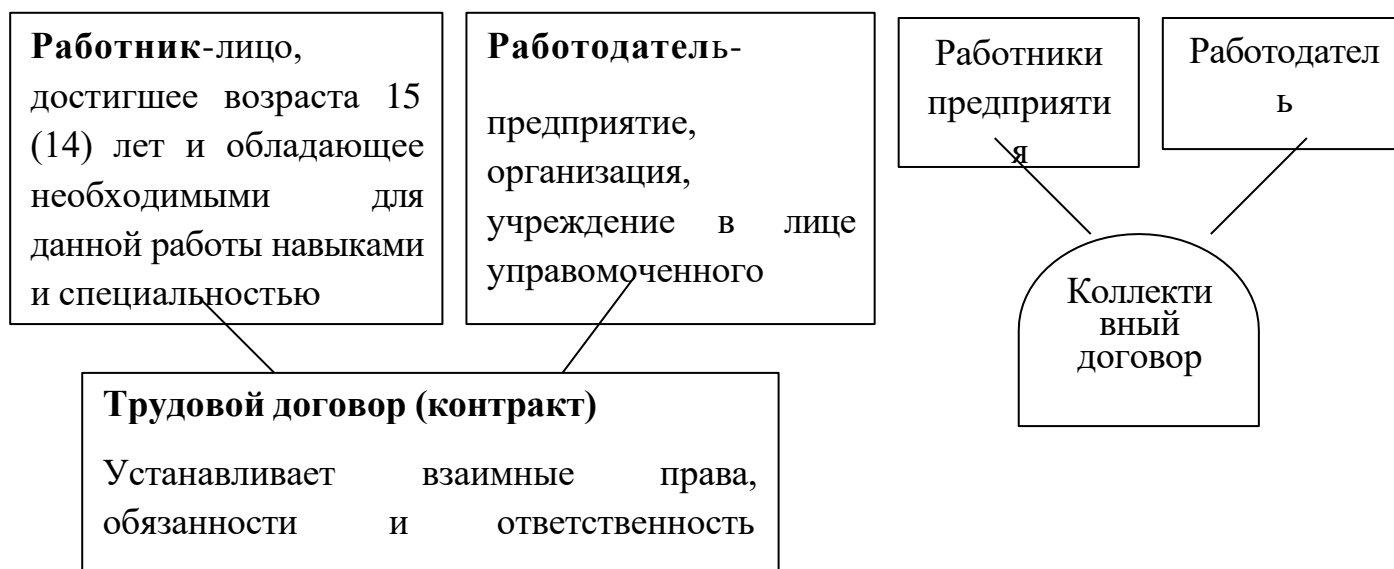 Работник-лицо,
достигшее возраста 15
(14) лет и обладающее
необходимыми для
данной работы навыками
и специальностью
Работодатель-
предприятие,
организация,
учреждение в лице
управомоченного
Трудовой договор (контракт)
Устанавливает взаимные права,
обязанности и ответственность
Работники
предприяти
я
Работодател
ь
Коллекти
вный
договор